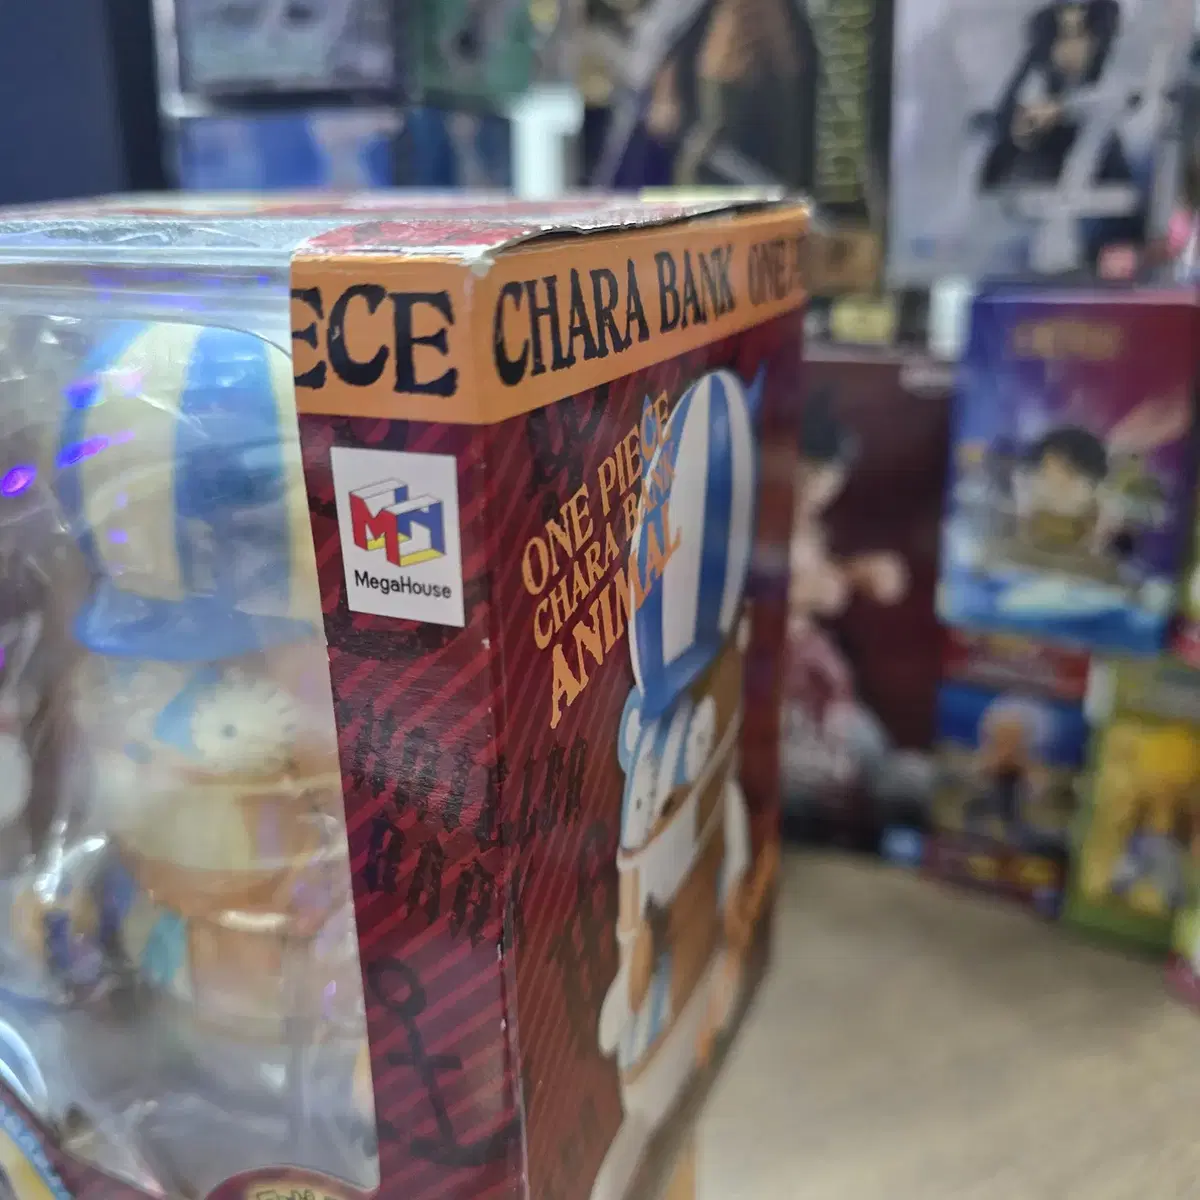 ECE CHARA BANK ONE
MegaHouse
ONE PIECE
CHARA BANK
ANIMAL